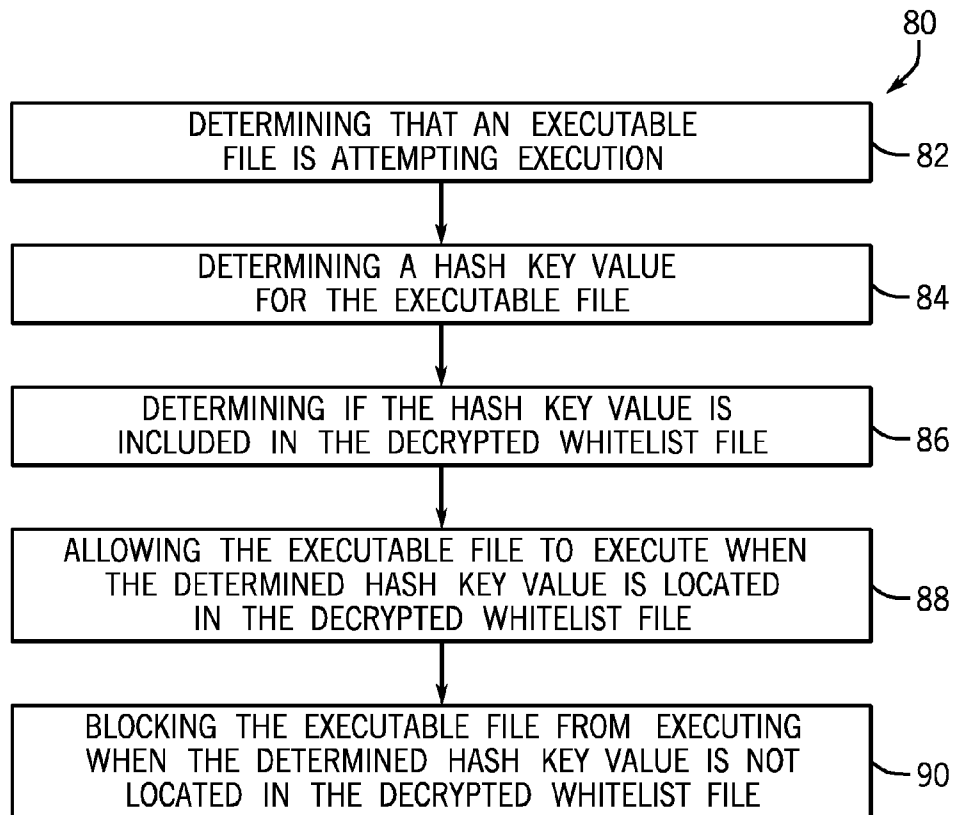 80
DETERMINING THAT AN EXECUTABLE
FILE IS ATTEMPTING EXECUTION
82
DETERMINING A HASH KEY VALUE
FOR THE EXECUTABLE FILE
84
DETERMINING IF THE HASH KEY VALUE IS
INCLUDED IN THE DECRYPTED WHITELIST FILE
86
ALLOWING THE EXECUTABLE FILE TO EXECUTE WHEN
THE DETERMINED HASH KEY VALUE IS LOCATED
IN THE DECRYPTED WHITELIST FILE
88
BLOCKING THE EXECUTABLE FILE FROM EXECUTING
WHEN THE DETERMINED HASH KEY VALUE IS NOT
LOCATED IN THE DECRYPTED WHITELIST FILE
90